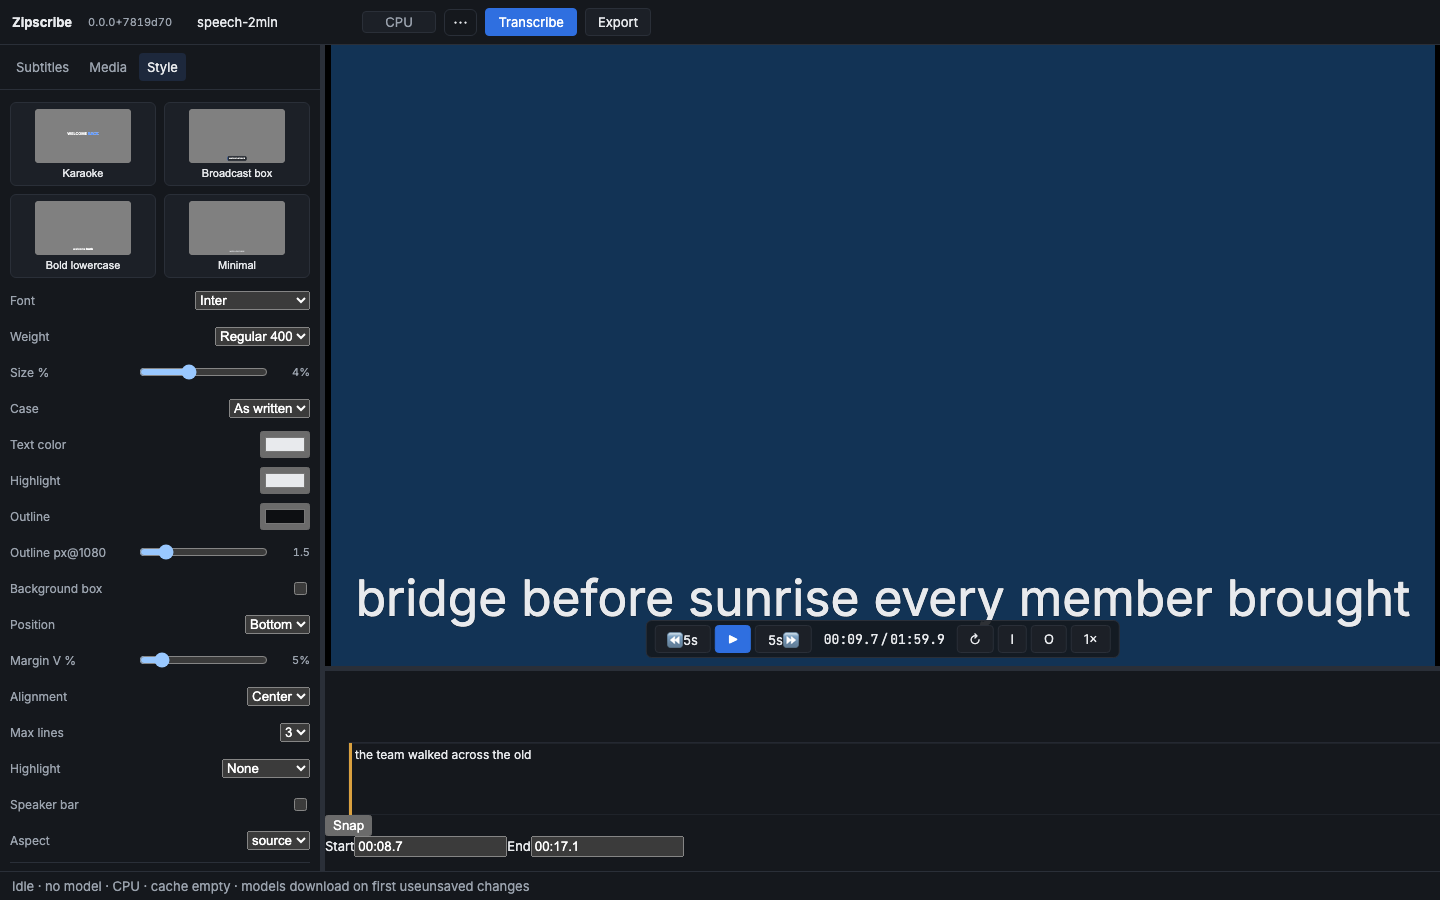 Zipscribe 0.0.0+7819d70 speech-2min CPU ··· Transcribe Export
Subtitles Media Style
WELCOME
Karaoke Broadcast box
Bold lowercase Minimal
Font Inter
Weight Regular 400
Size % 4%
Case As written
Text color
Highlight
Outline
Outline px@1080 1.5
Background box
Position Bottom
Margin V % 5%
Alignment Center
Max lines 3
Highlight None
Speaker bar
Aspect source
bridge before sunrise every member brought
5s 5s 00:09.7/01:59.9 I O 1×
the team walked across the old
Snap
Start 00:08.7 End 00:17.1
Idle · no model · CPU · cache empty · models download on first useunsaved changes